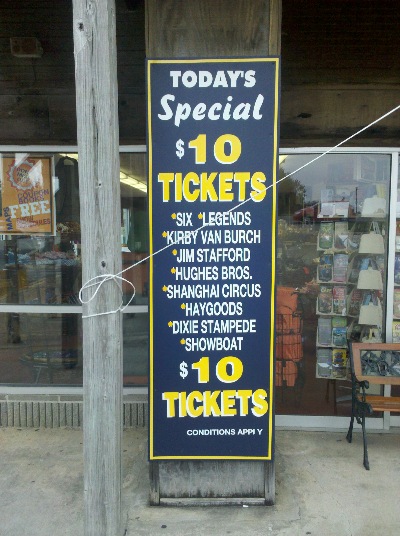 TODAY'S
Special
$10
TICKETS
*SIX *LEGENDS
*KIRBY VAN BURCH
*JIM STAFFORD
*HUGHES BROS.
*SHANGHAI CIRCUS
*HAYGOODS
*DIXIE STAMPEDE
*SHOWBOAT
$10
TICKETS
CONDITIONS APPLY
FREE